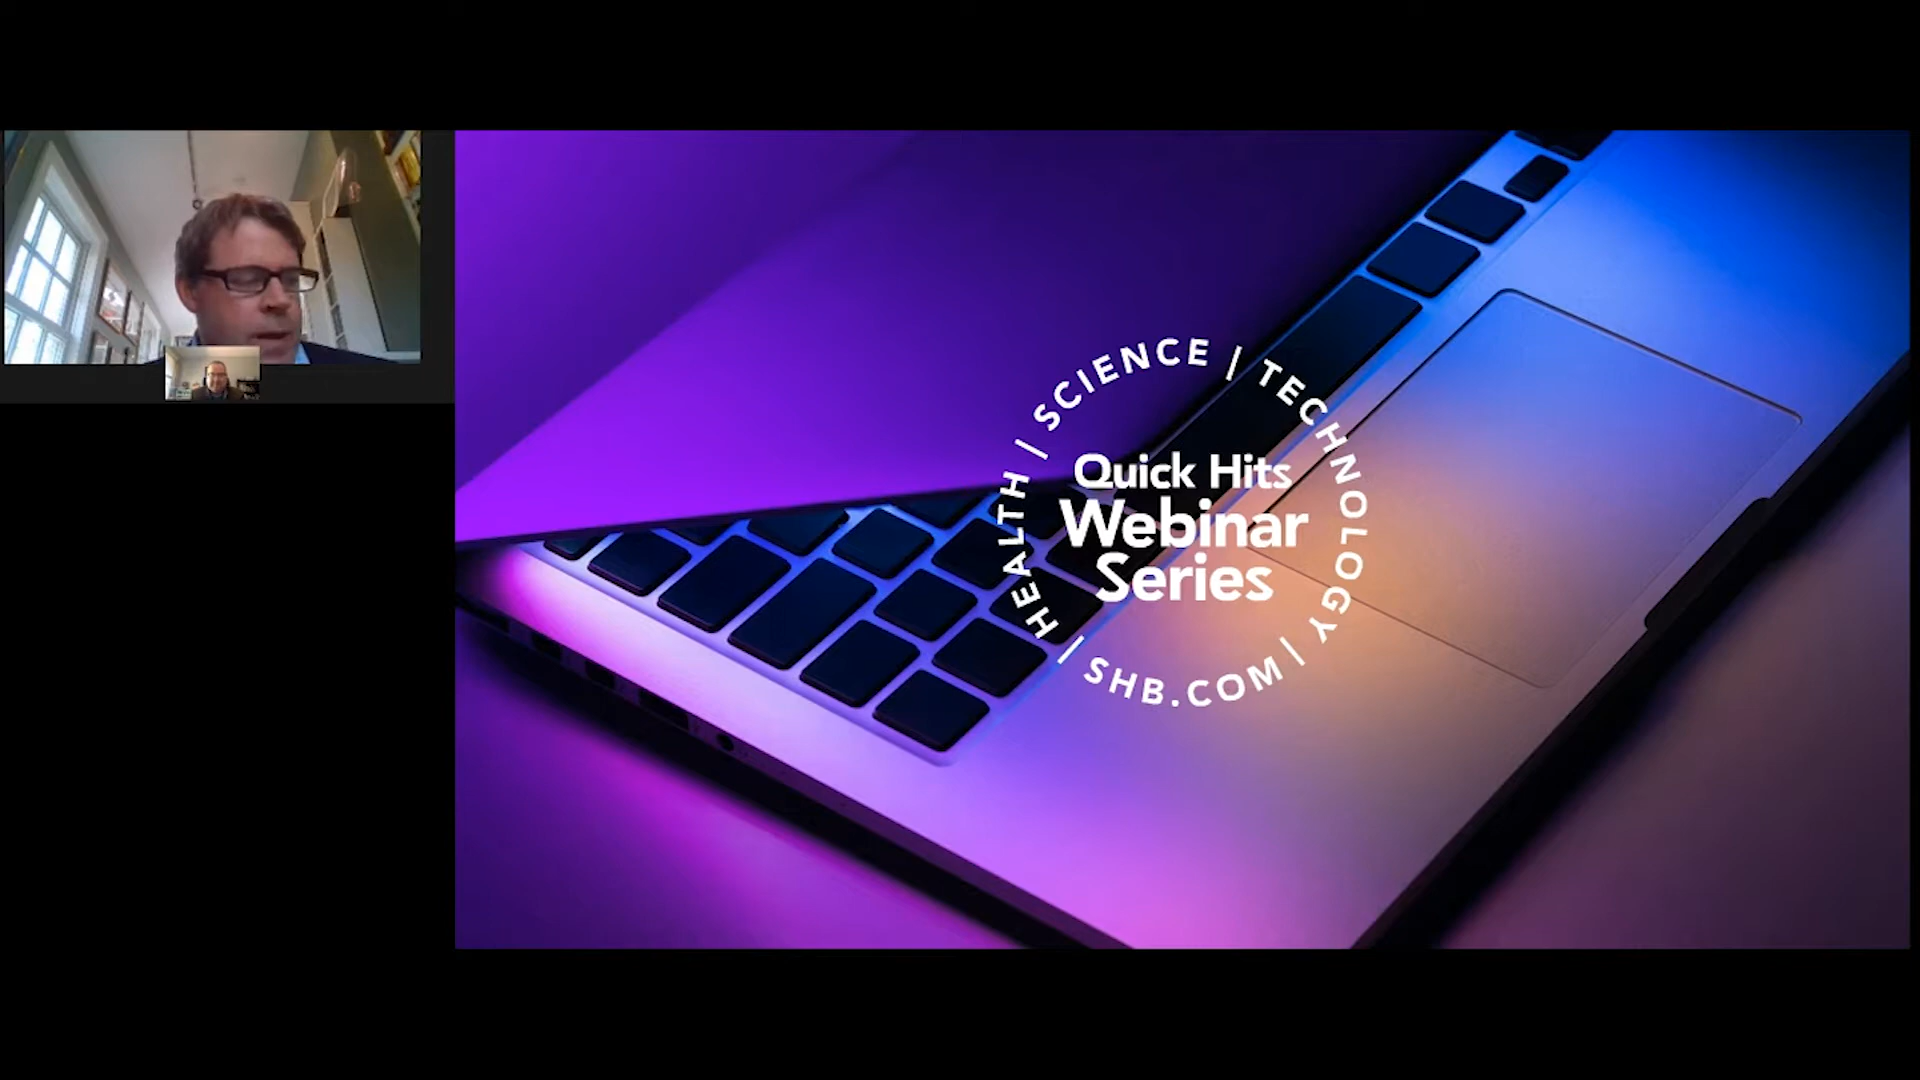 HEALTH | SCIENCE | TECHNOLOGY | SHB.COM |
Quick Hits
Webinar
Series